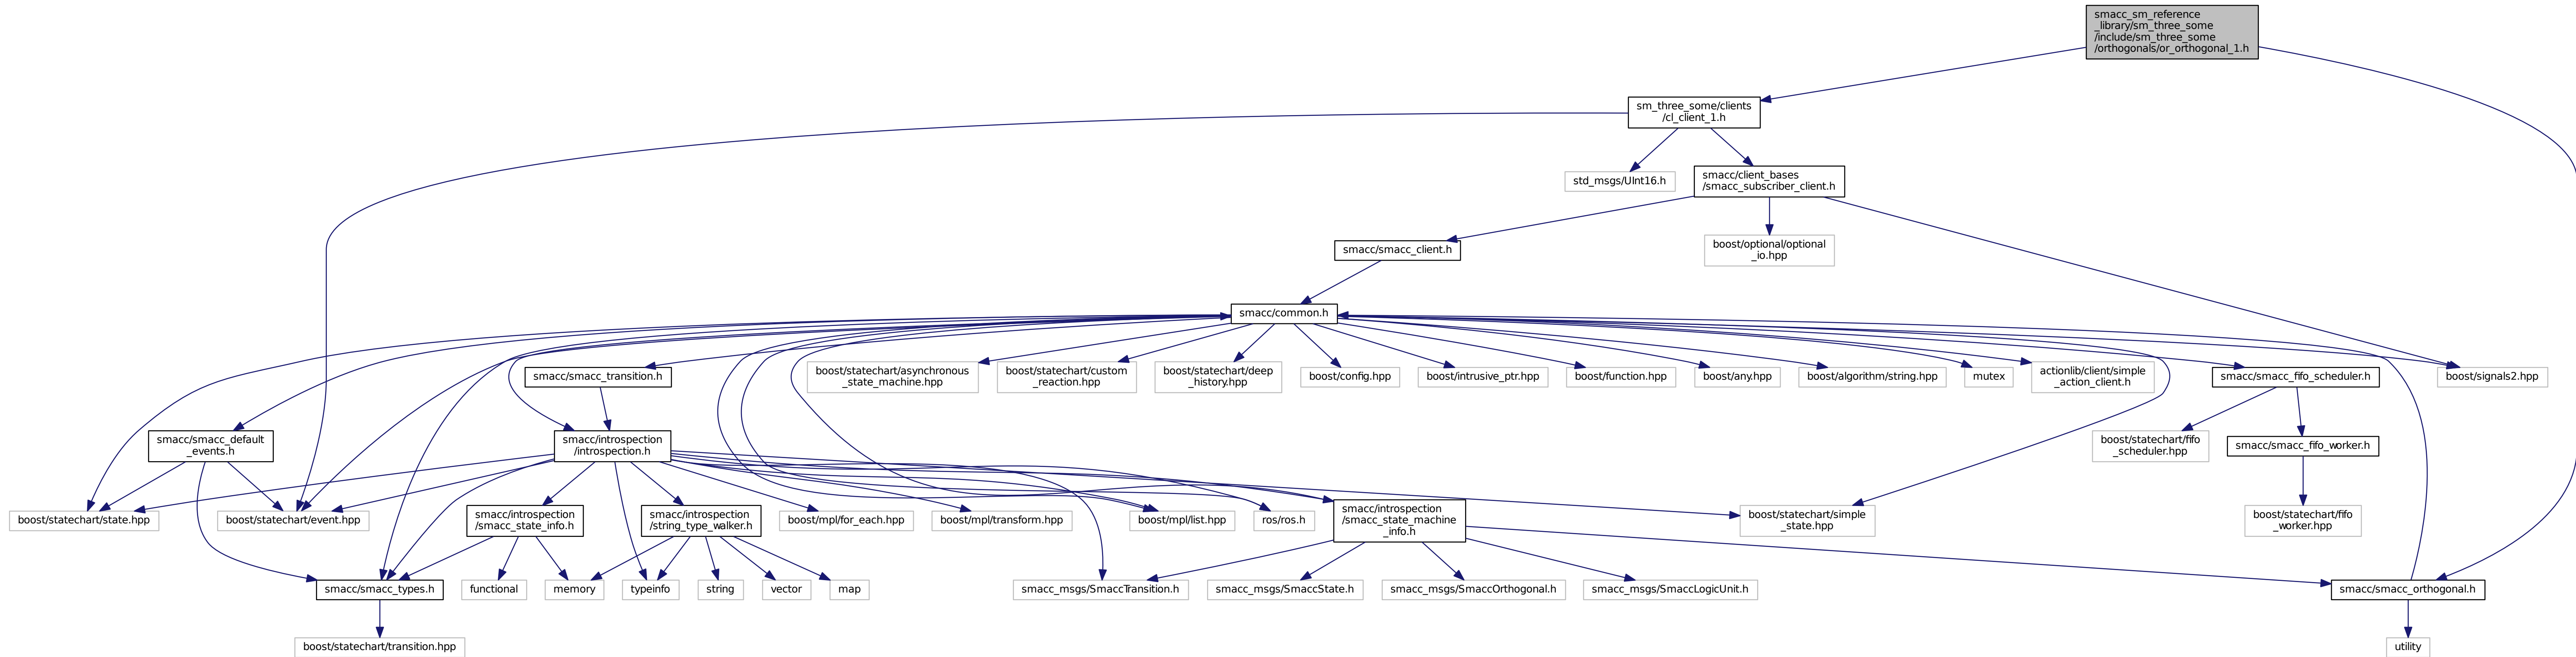 smacc_sm_reference
_library/sm_three_some
/include/sm_three_some
/orthogonals/or_orthogonal_1.h
sm_three_some/clients
/cl_client_1.h
std_msgs/UInt16.h
smacc/client_bases
/smacc_subscriber_client.h
smacc/smacc_client.h
boost/optional/optional
_io.hpp
smacc/common.h
smacc/smacc_transition.h
boost/statechart/asynchronous
_state_machine.hpp
boost/statechart/custom
_reaction.hpp
boost/statechart/deep
_history.hpp
boost/config.hpp
boost/intrusive_ptr.hpp
boost/function.hpp
boost/any.hpp
boost/algorithm/string.hpp
mutex
actionlib/client/simple
_action_client.h
smacc/smacc_fifo_scheduler.h
boost/signals2.hpp
smacc/smacc_default
_events.h
smacc/introspection
/introspection.h
boost/statechart/fifo
_scheduler.hpp
smacc/smacc_fifo_worker.h
boost/statechart/state.hpp
boost/statechart/event.hpp
smacc/introspection
/smacc_state_info.h
smacc/introspection
/string_type_walker.h
boost/mpl/for_each.hpp
boost/mpl/transform.hpp
boost/mpl/list.hpp
ros/ros.h
smacc/introspection
/smacc_state_machine
_info.h
boost/statechart/simple
_state.hpp
boost/statechart/fifo
_worker.hpp
smacc/smacc_types.h
functional
memory
typeinfo
string
vector
map
smacc_msgs/SmaccTransition.h
smacc_msgs/SmaccState.h
smacc_msgs/SmaccOrthogonal.h
smacc_msgs/SmaccLogicUnit.h
smacc/smacc_orthogonal.h
boost/statechart/transition.hpp
utility